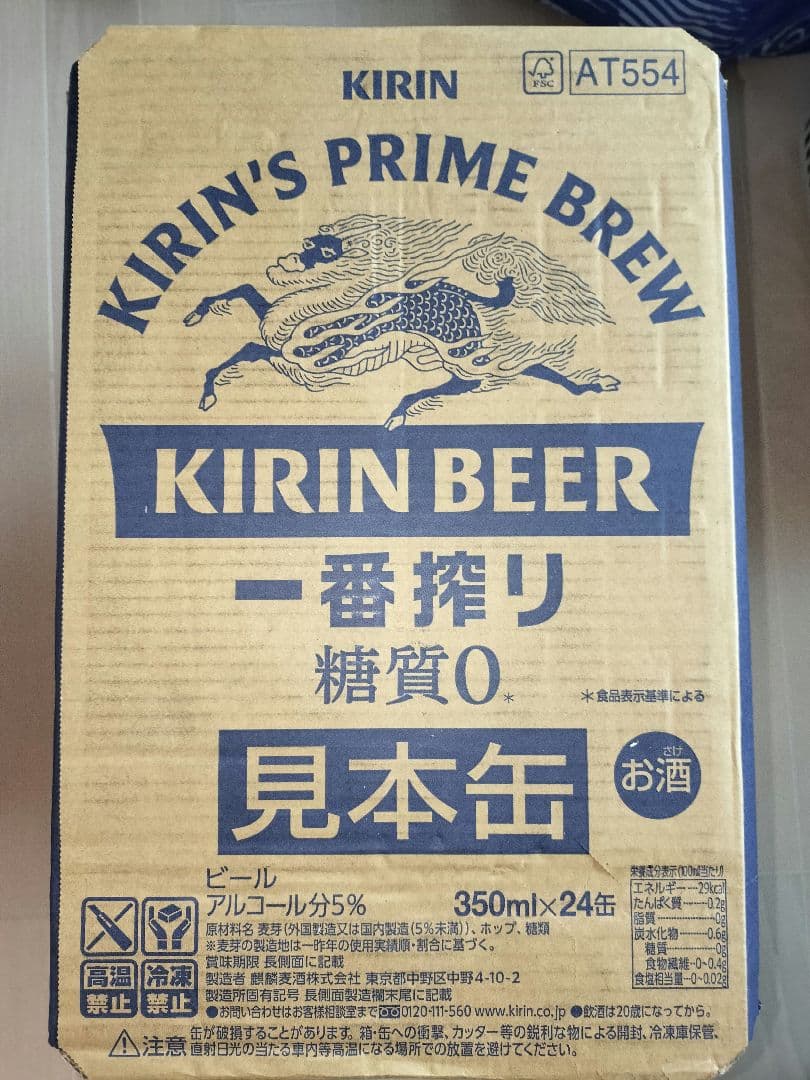 KIRIN
FSC
AT554
KIRIN'S PRIME BREW
KIRIN BEER
一番搾り
糖質0*
*食品表示基準による
見本缶
さけ
お酒
ビール
アルコール分5% 350ml×24缶
原材料名 麦芽(外国製造又は国内製造(5%未満))、ホップ、糖類
※麦芽の製造地は一昨年の使用実績順・割合に基づく。
賞味期限 長側面に記載
製造者 麒麟麦酒株式会社 東京都中野区中野4-10-2
製造所固有記号 長側面製造欄末尾に記載
●お問い合わせはお客様相談室まで 0120-111-560 www.kirin.co.jp ●飲酒は20歳になってから。
栄養成分表示(100ml当たり)
エネルギー…29kcal
たんぱく質……0.2g
脂質…………0g
炭水化物……0.6g
糖質………0g
食物繊維…0~0.4g
食塩相当量…0~0.02g
高温
禁止
冷凍
禁止
注意 缶が破損することがあります。箱・缶への衝撃、カッター等の鋭利な物による開封、冷凍庫保管、
直射日光の当たる車内等高温になる場所での放置を避けてください。